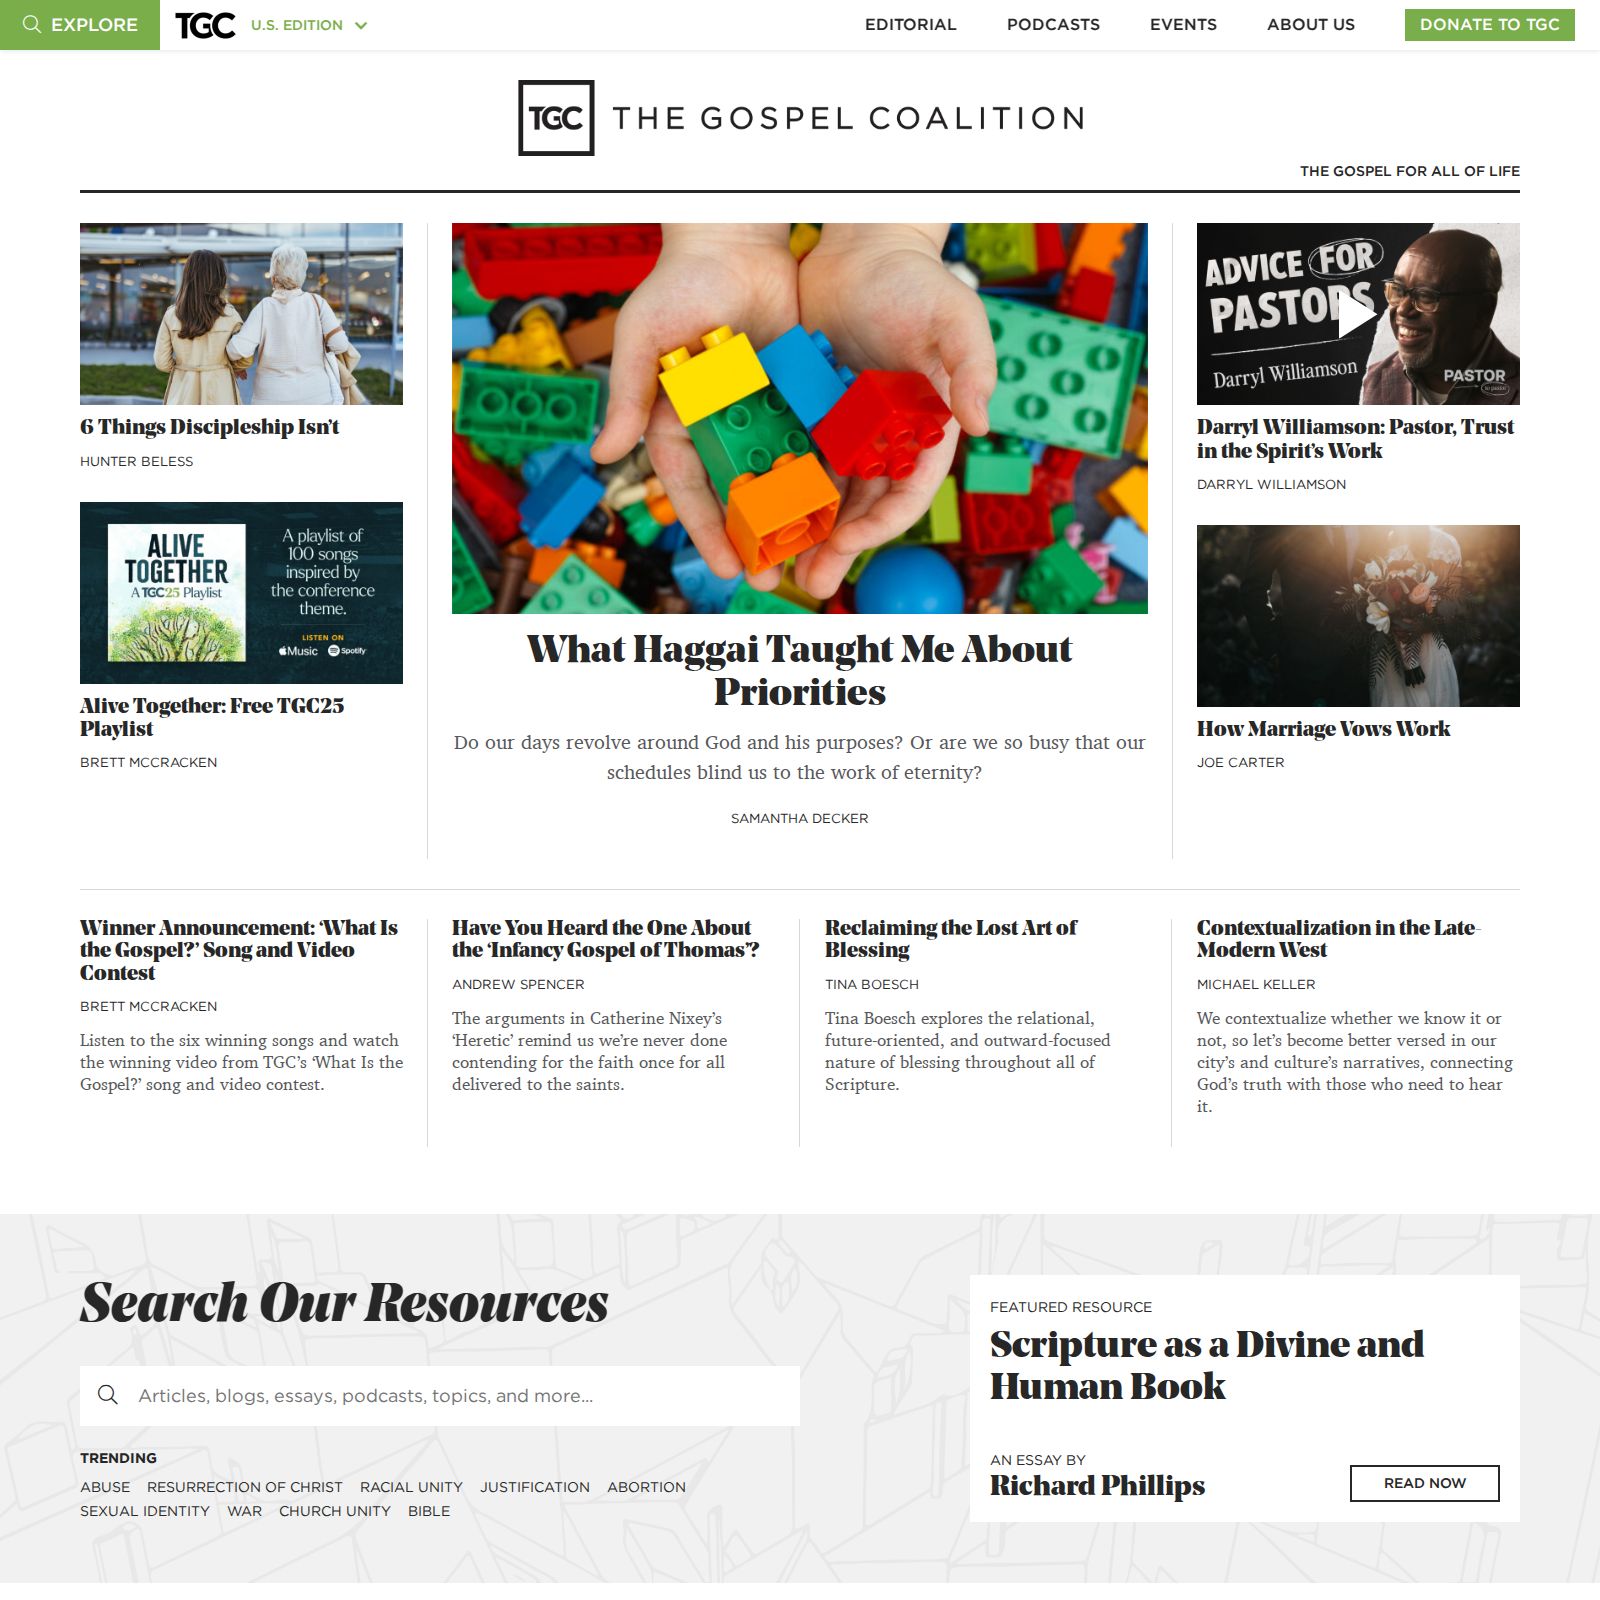 EXPLORE
TGC
U.S. EDITION
EDITORIAL
PODCASTS
EVENTS
ABOUT US
DONATE TO TGC
TGC
THE GOSPEL COALITION
THE GOSPEL FOR ALL OF LIFE
6 Things Discipleship Isn’t
HUNTER BELESS
ALIVE
TOGETHER
A TGC25 Playlist
A playlist of
100 songs
inspired by
the conference
theme.
LISTEN ON
Music
Spotify
Alive Together: Free TGC25
Playlist
BRETT MCCRACKEN
What Haggai Taught Me About
Priorities
Do our days revolve around God and his purposes? Or are we so busy that our
schedules blind us to the work of eternity?
SAMANTHA DECKER
ADVICE FOR
PASTORS
Darryl Williamson
PASTOR
Darryl Williamson: Pastor, Trust
in the Spirit’s Work
DARRYL WILLIAMSON
How Marriage Vows Work
JOE CARTER
Winner Announcement: ‘What Is
the Gospel?’ Song and Video
Contest
BRETT MCCRACKEN
Listen to the six winning songs and watch
the winning video from TGC’s ‘What Is the
Gospel?’ song and video contest.
Have You Heard the One About
the ‘Infancy Gospel of Thomas’?
ANDREW SPENCER
The arguments in Catherine Nixey’s
‘Heretic’ remind us we’re never done
contending for the faith once for all
delivered to the saints.
Reclaiming the Lost Art of
Blessing
TINA BOESCH
Tina Boesch explores the relational,
future-oriented, and outward-focused
nature of blessing throughout all of
Scripture.
Contextualization in the Late-
Modern West
MICHAEL KELLER
We contextualize whether we know it or
not, so let’s become better versed in our
city’s and culture’s narratives, connecting
God’s truth with those who need to hear
it.
Search Our Resources
Articles, blogs, essays, podcasts, topics, and more...
TRENDING
ABUSE RESURRECTION OF CHRIST RACIAL UNITY JUSTIFICATION ABORTION
SEXUAL IDENTITY WAR CHURCH UNITY BIBLE
FEATURED RESOURCE
Scripture as a Divine and
Human Book
AN ESSAY BY
Richard Phillips
READ NOW